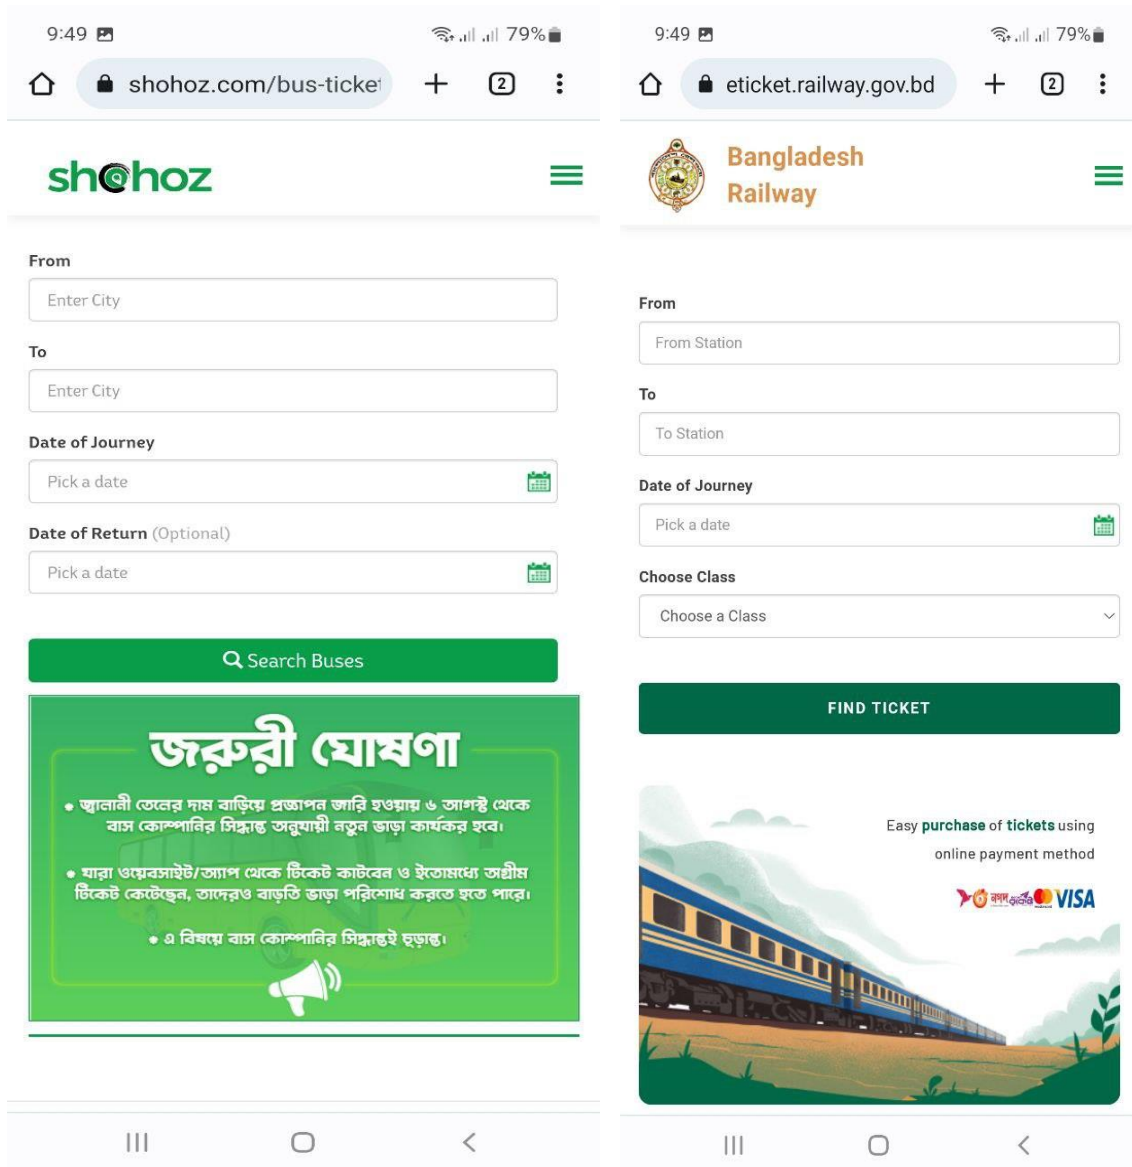 9:49
79%
shohoz.com/bus-ticket
2
shohoz
From
Enter City
To
Enter City
Date of Journey
Pick a date
Date of Return (Optional)
Pick a date
Search Buses
জরুরী ঘোষণা
জ্বালানী তেলের দাম বাড়িয়ে প্রজ্ঞাপন জারি হওয়ায় ৬ আগস্ট থেকে
বাস কোম্পানির সিদ্ধান্ত অনুযায়ী নতুন ভাড়া কার্যকর হবে।
যারা ওয়েবসাইট/অ্যাপ থেকে টিকেট কাটবেন ও ইতোমধ্যে অগ্রীম
টিকেট কেটেছেন, তাদেরও বাড়তি ভাড়া পরিশোধ করতে হতে পারে।
এ বিষয়ে বাস কোম্পানির সিদ্ধান্তই চূড়ান্ত।
9:49
79%
eticket.railway.gov.bd
2
Bangladesh
Railway
From
From Station
To
To Station
Date of Journey
Pick a date
Choose Class
Choose a Class
FIND TICKET
Easy purchase of tickets using
online payment method
নগদ VISA